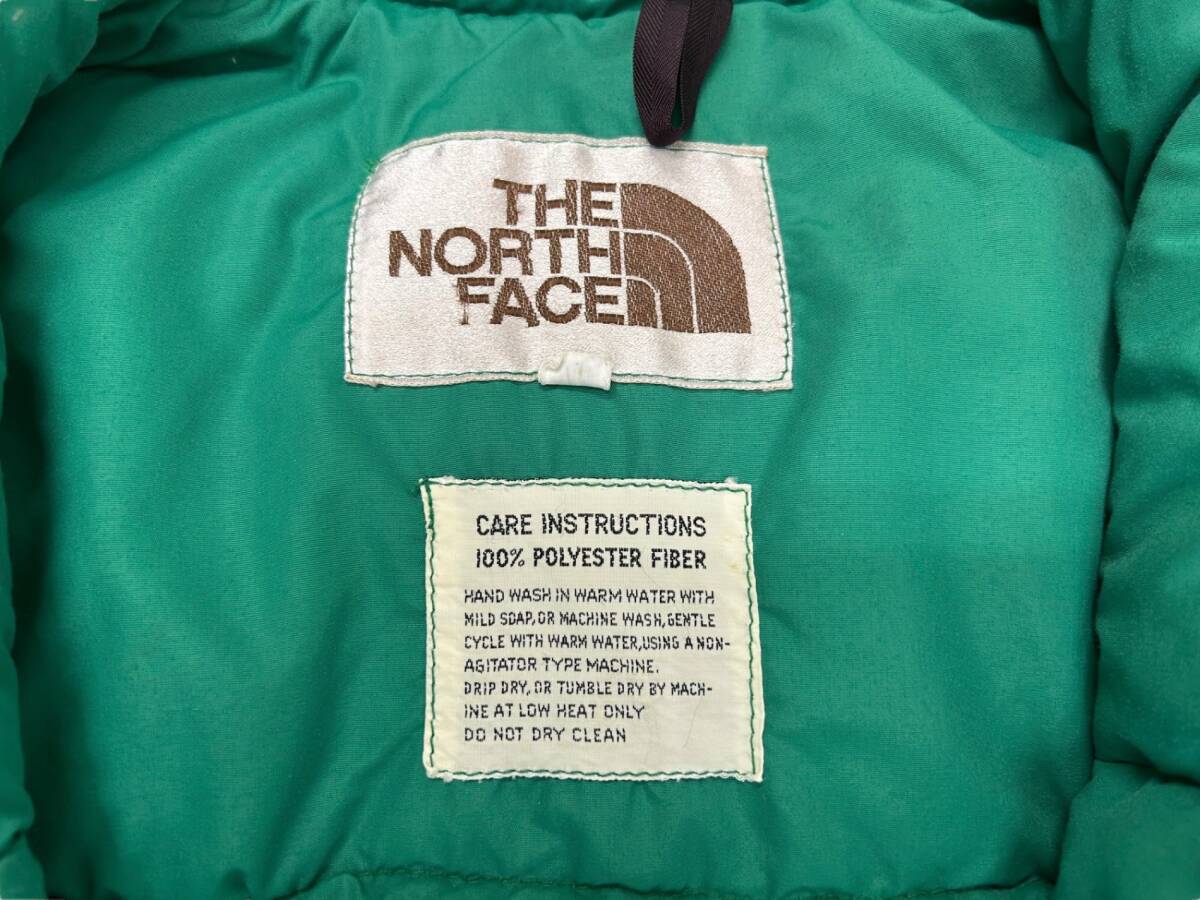 THE
NORTH
FACE
CARE INSTRUCTIONS
100% POLYESTER FIBER
HAND WASH IN WARM WATER WITH
MILD SOAP, OR MACHINE WASH, GENTLE
CYCLE WITH WARM WATER, USING A NON-
AGITATOR TYPE MACHINE.
DRIP DRY, OR TUMBLE DRY BY MACH-
INE AT LOW HEAT ONLY
DO NOT DRY CLEAN